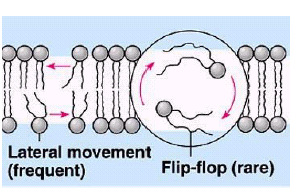 Lateral movement
(frequent)
Flip-flop (rare)